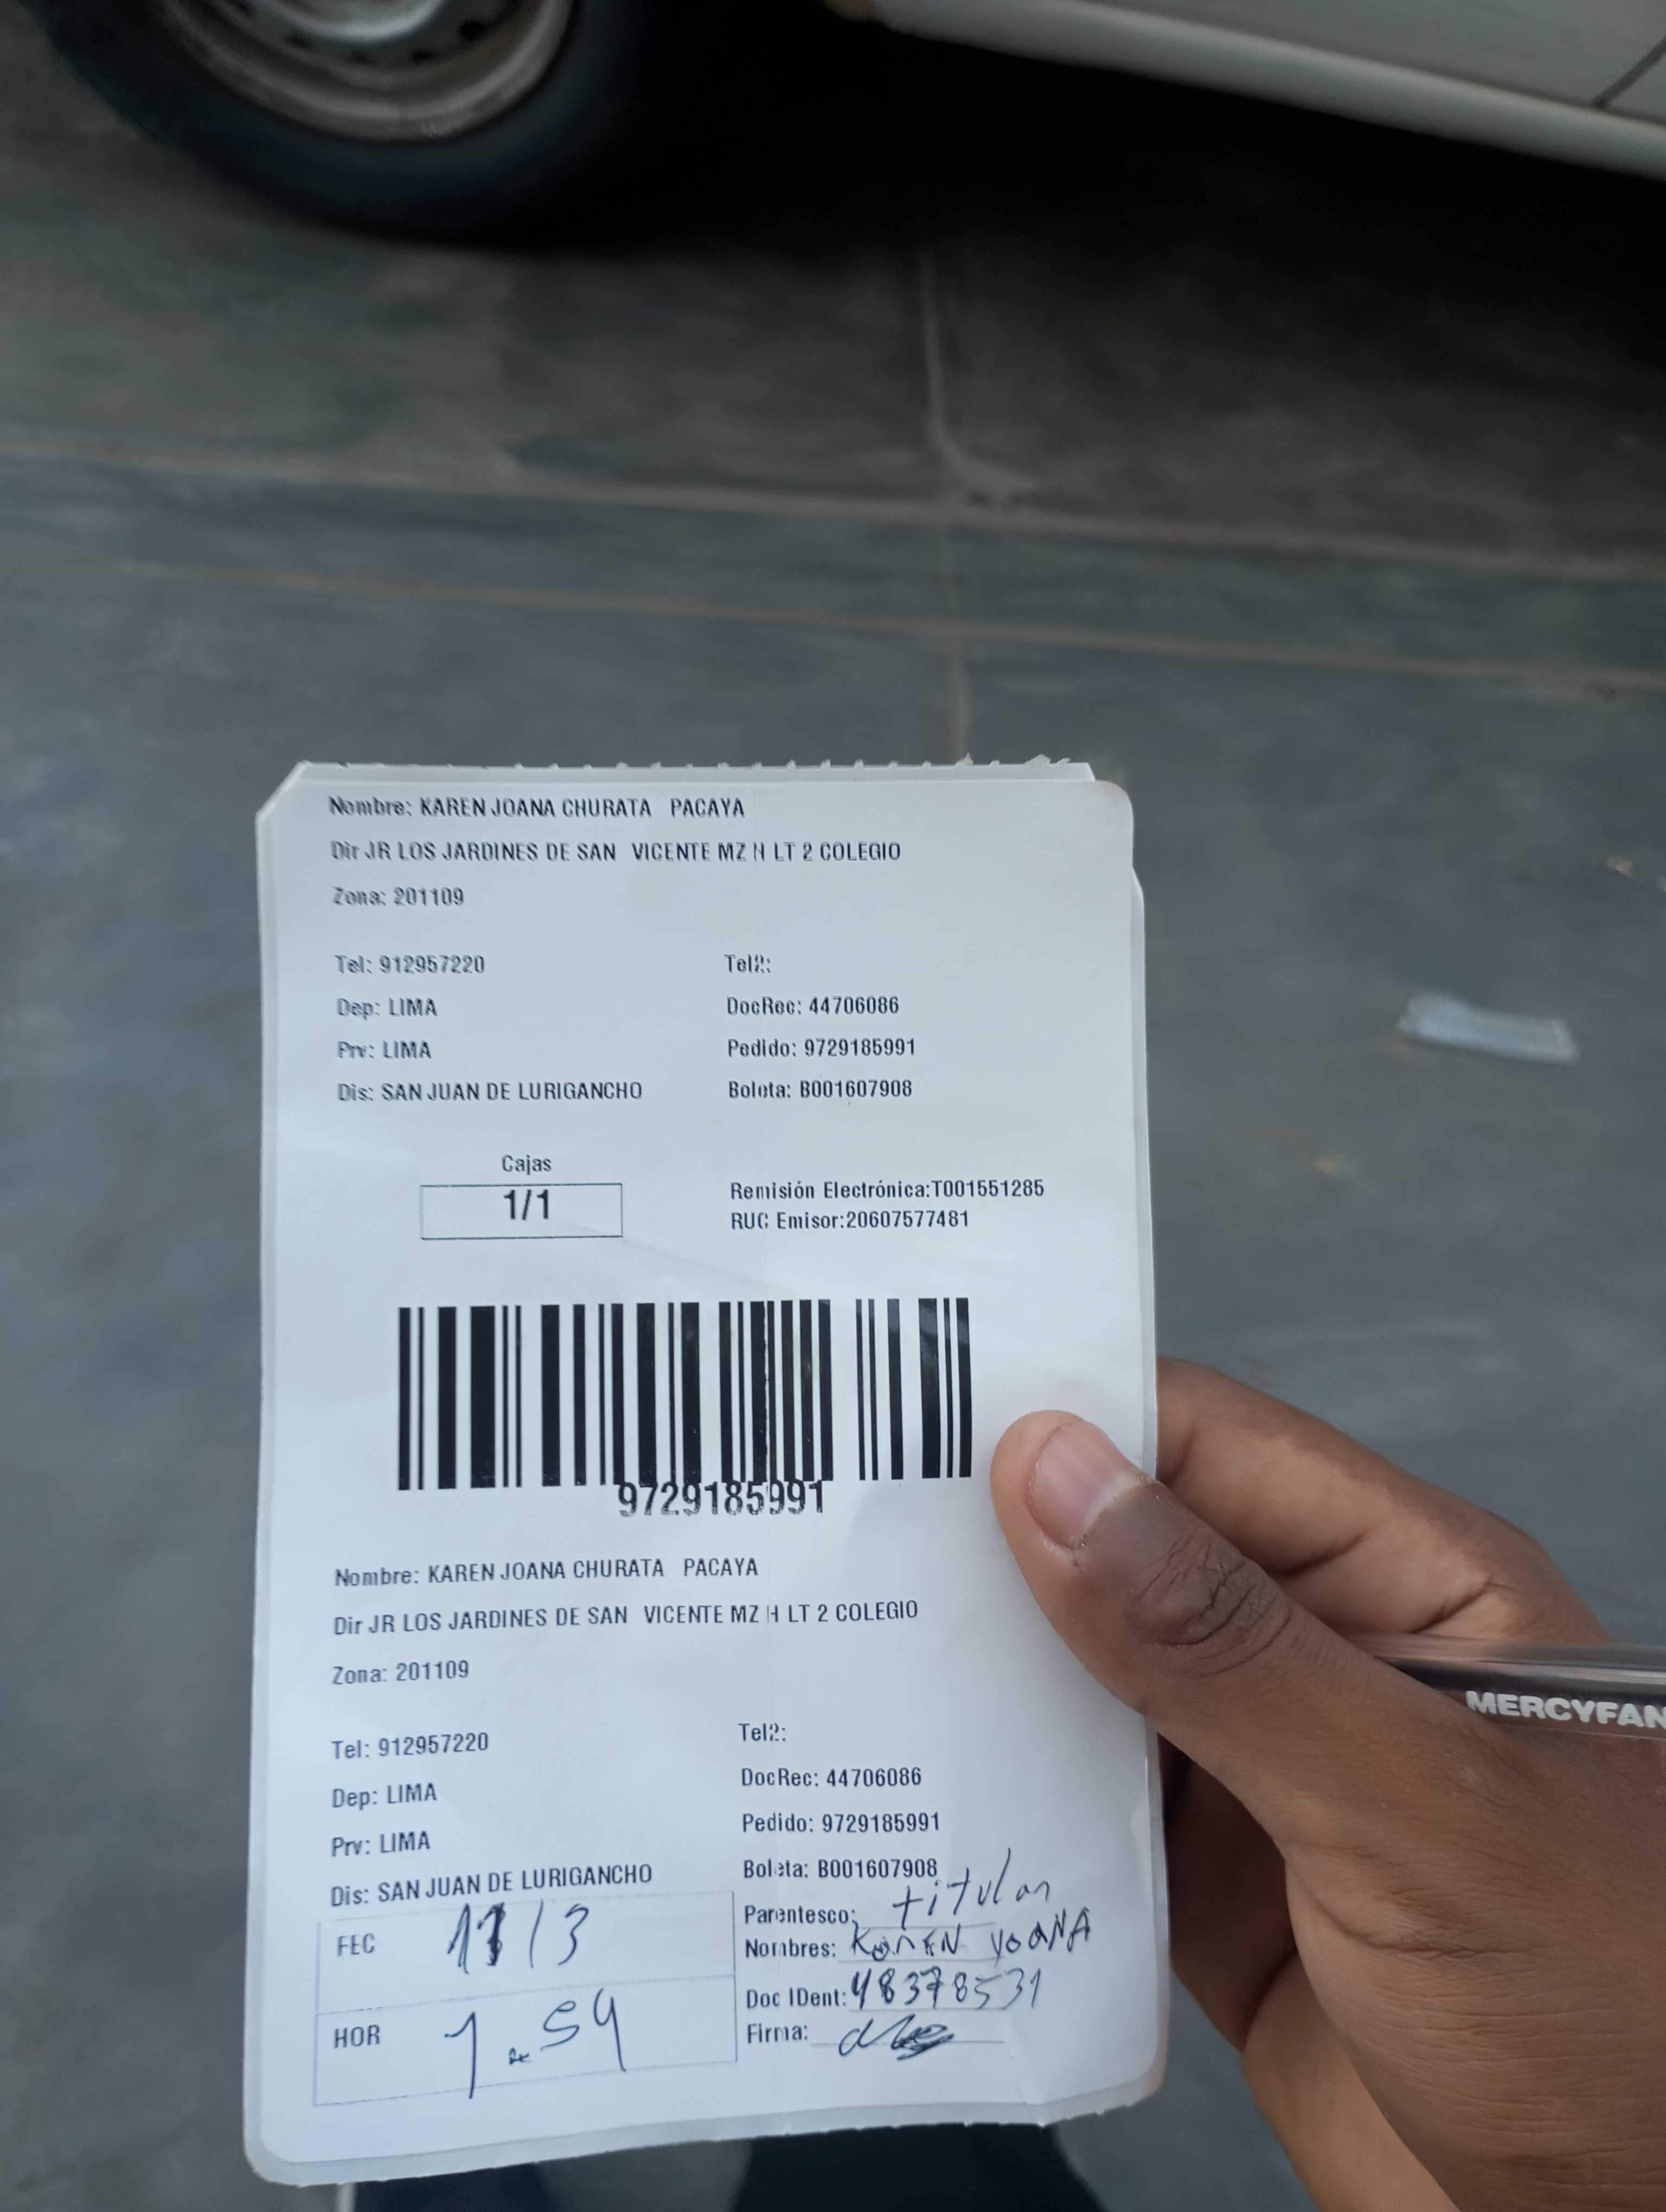 Nombre: KAREN JOANA CHURATA PACAYA
Dir JR LOS JARDINES DE SAN VICENTE MZ H LT 2 COLEGIO
Zona: 201109
Tel: 912957220 Tel2:
Dep: LIMA DocRec: 44706086
Prv: LIMA Pedido: 9729185991
Dis: SAN JUAN DE LURIGANCHO Boleta: B001607908
Cajas
1/1
Remisión Electrónica:T001551285
RUC Emisor:20607577481
9729185991
Nombre: KAREN JOANA CHURATA PACAYA
Dir JR LOS JARDINES DE SAN VICENTE MZ H LT 2 COLEGIO
Zona: 201109
Tel: 912957220 Tel2:
Dep: LIMA DocRec: 44706086
Prv: LIMA Pedido: 9729185991
Dis: SAN JUAN DE LURIGANCHO Boleta: B001607908
FEC 11/3
HOR 1 54
Parentesco: titular
Nombres: KAREN YOANA
Doc IDent: 48378531
Firma:
MERCYFAN